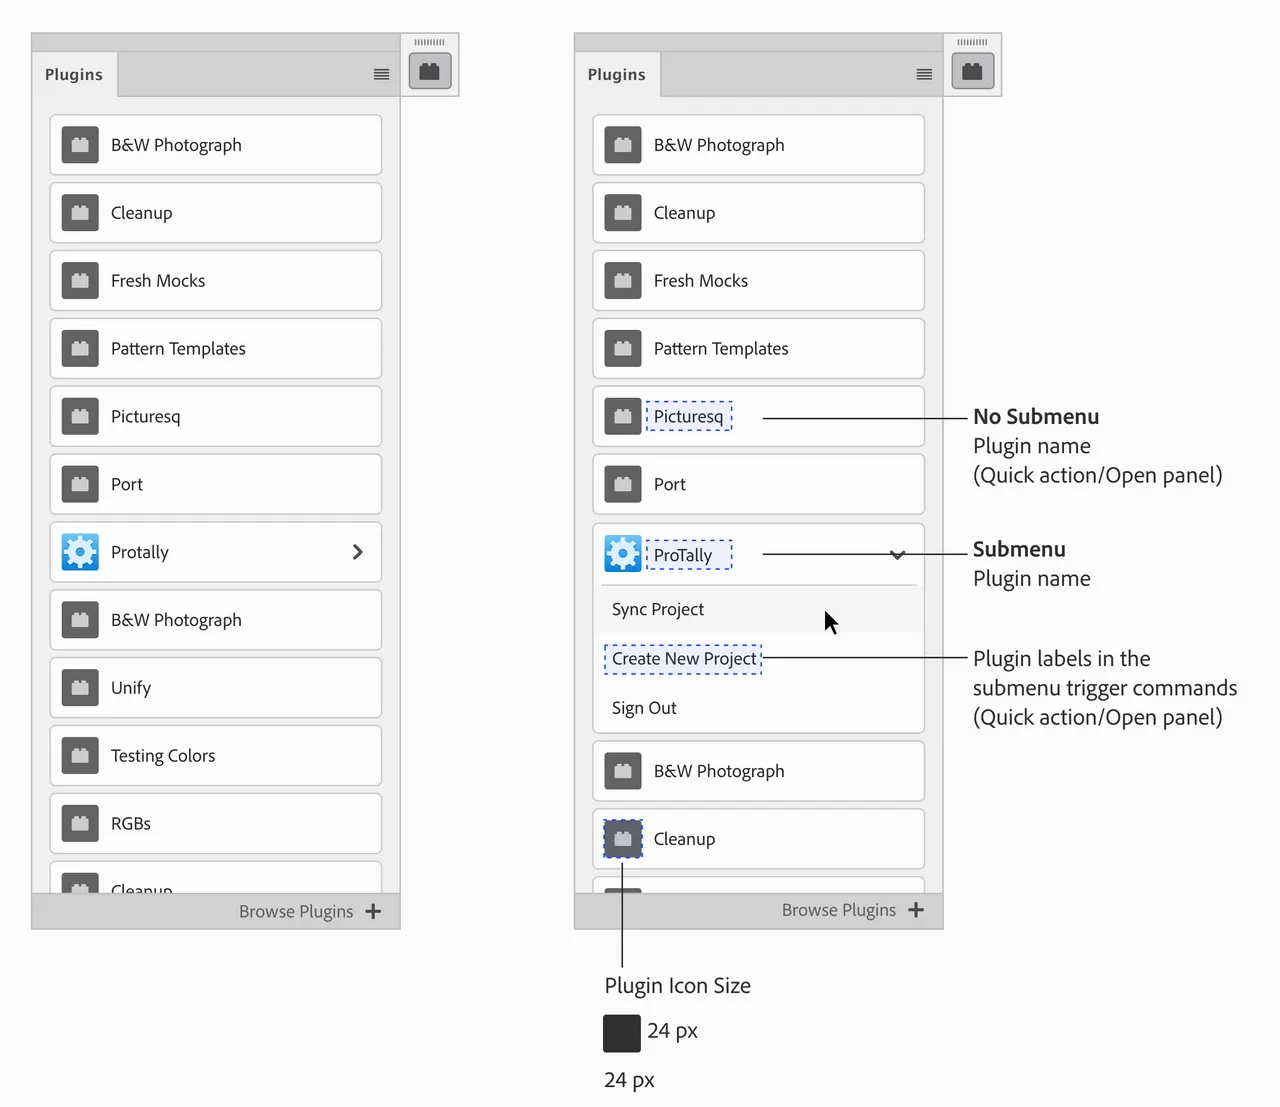 Plugins
B&W Photograph
Cleanup
Fresh Mocks
Pattern Templates
Picturesq
Port
Protally
B&W Photograph
Unify
Testing Colors
RGBs
Cleanup
Browse Plugins
Plugins
B&W Photograph
Cleanup
Fresh Mocks
Pattern Templates
Picturesq
Port
ProTally
Sync Project
Create New Project
Sign Out
B&W Photograph
Cleanup
Browse Plugins
No Submenu
Plugin name
(Quick action/Open panel)
Submenu
Plugin name
Plugin labels in the
submenu trigger commands
(Quick action/Open panel)
Plugin Icon Size
24 px
24 px